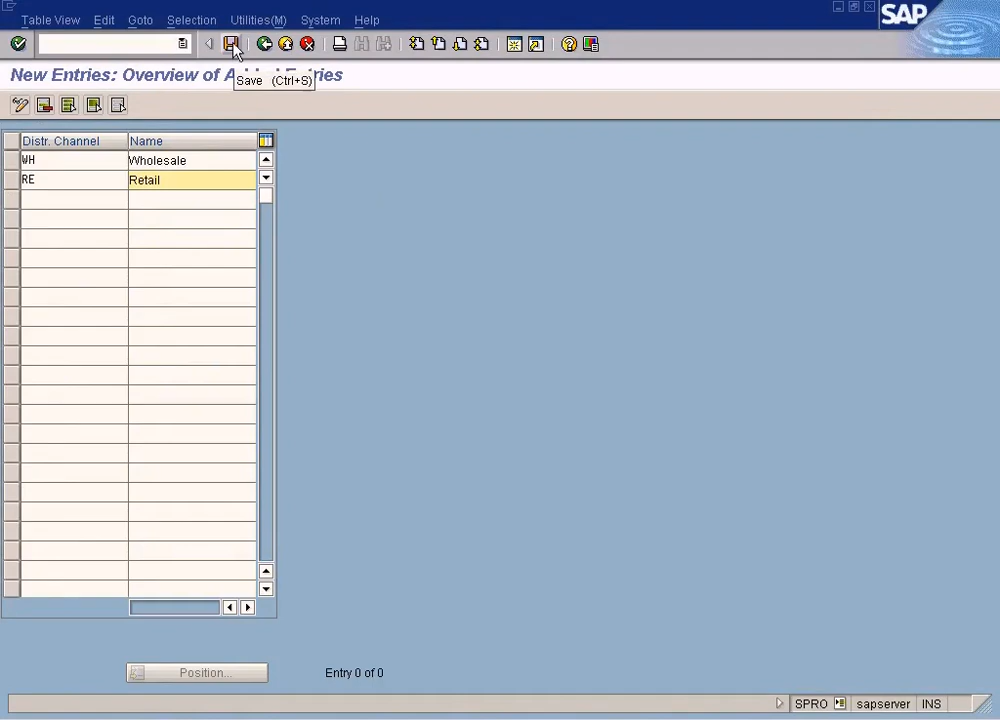 Table View Edit Goto Selection Utilities(M) System Help
SAP
New Entries: Overview of A Entries
Save (Ctrl+S)
Distr. Channel Name
WH Wholesale
RE Retail
Position... Entry 0 of 0
SPRO sapserver INS